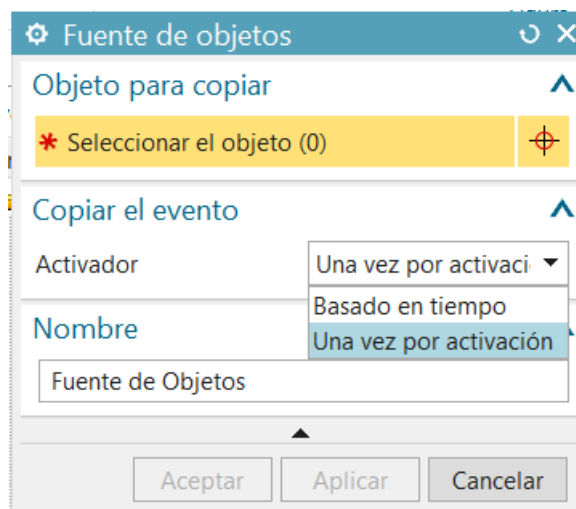 Fuente de objetos
Objeto para copiar
* Seleccionar el objeto (0)
Copiar el evento
Activador
Una vez por activaci
Basado en tiempo
Una vez por activación
Nombre
Fuente de Objetos
Aceptar Aplicar Cancelar